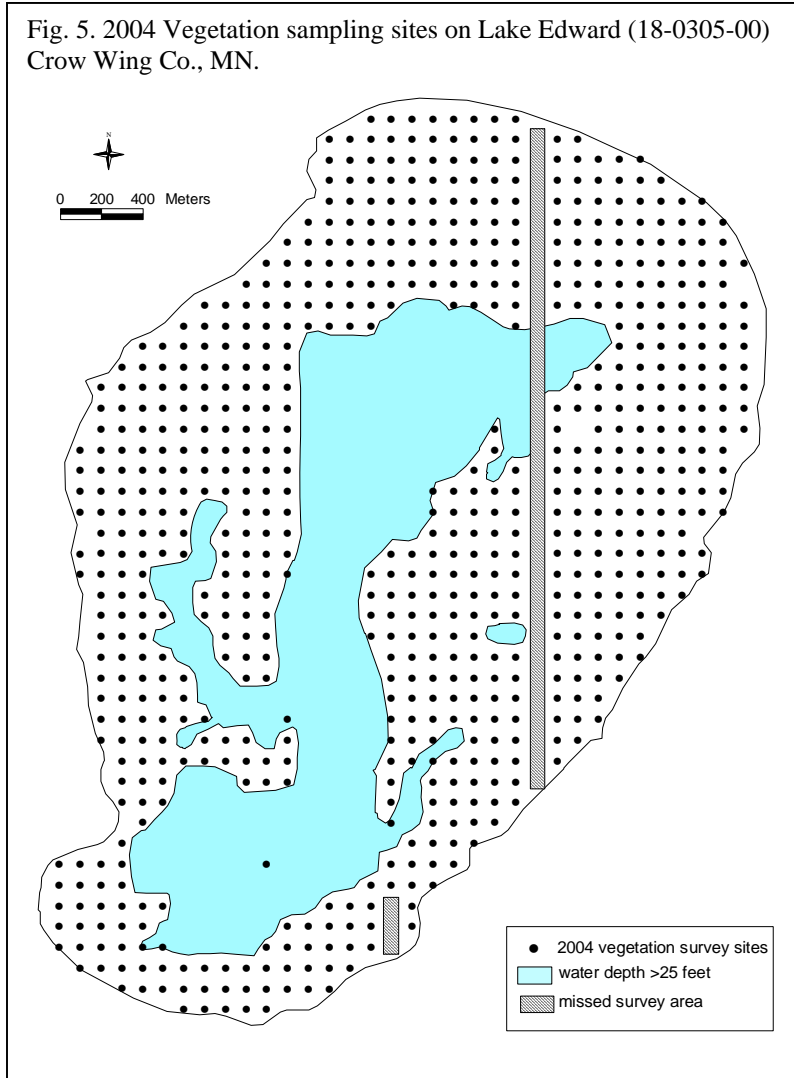 Fig. 5. 2004 Vegetation sampling sites on Lake Edward (18-0305-00)
Crow Wing Co., MN.
N
0 200 400 Meters
2004 vegetation survey sites
water depth >25 feet
missed survey area